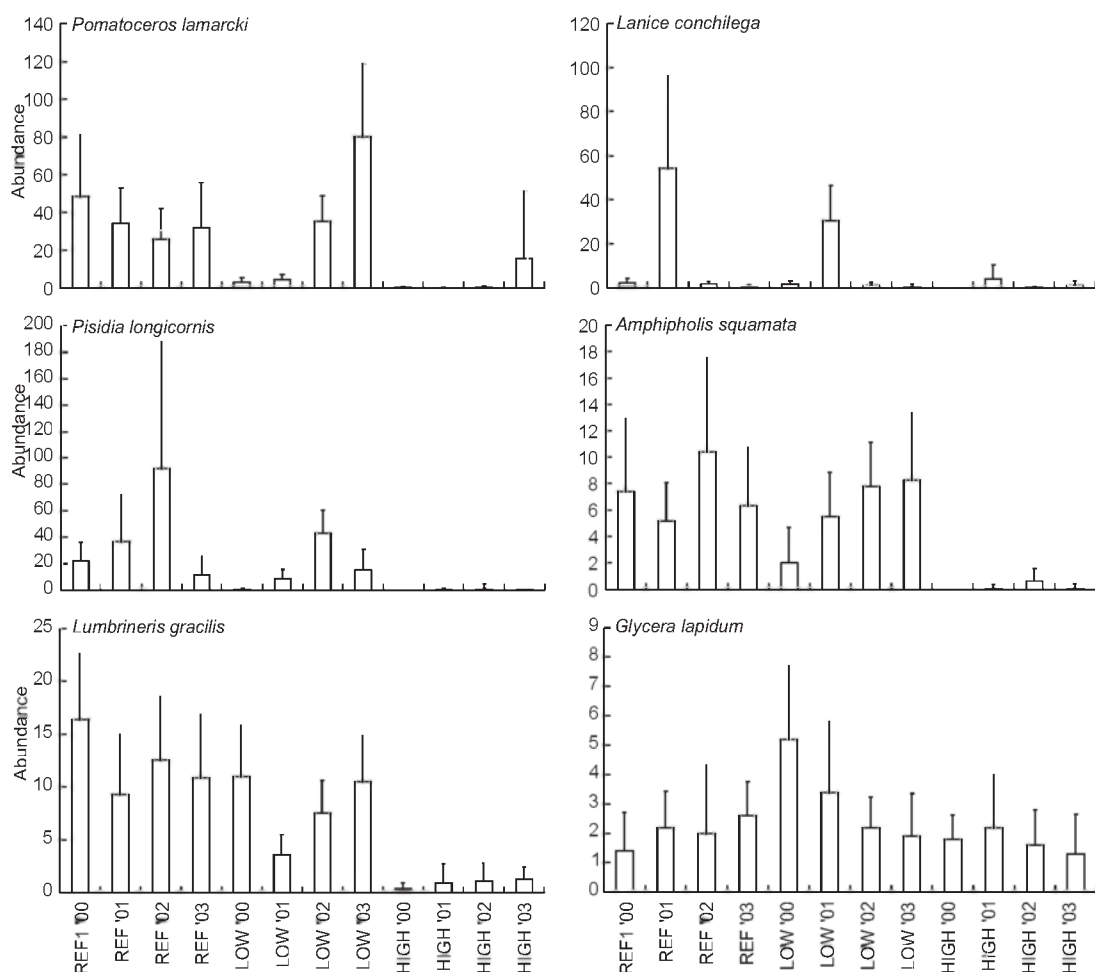 Pomatoceros lamarcki
140
120
100
80
60
40
20
0
Abundance
Lanice conchilega
120
100
80
60
40
20
0
Pisidia longicornis
200
180
160
140
120
100
80
60
40
20
0
Abundance
Amphipholis squamata
20
18
16
14
12
10
8
6
4
2
0
Lumbrineris gracilis
25
20
15
10
5
0
Abundance
Glycera lapidum
9
8
7
6
5
4
3
2
1
0
REF1 '00
REF '01
REF '02
REF '03
LOW '00
LOW '01
LOW '02
LOW '03
HIGH '00
HIGH '01
HIGH '02
HIGH '03
REF1 '00
REF '01
REF '02
REF '03
LOW '00
LOW '01
LOW '02
LOW '03
HIGH '00
HIGH '01
HIGH '02
HIGH '03